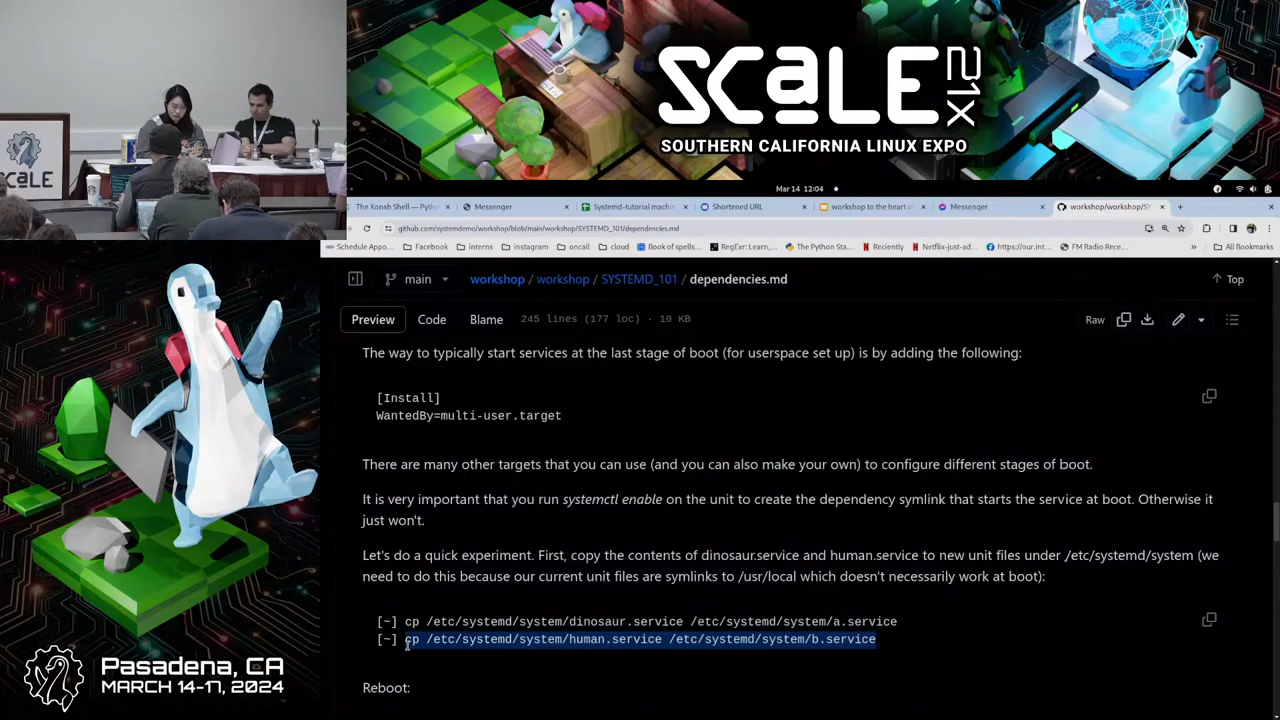 SCALE 21X
SOUTHERN CALIFORNIA LINUX EXPO
SCALE
Mar 14 12:04
The Xonsh Shell — Pyth
Messenger
Systemd-tutorial machi
Shortened URL
workshop to the heart of
Messenger
workshop/workshop/SY
github.com/systemdemo/workshop/blob/main/workshop/SYSTEMD_101/dependencies.md
Schedule Appo...
Facebook
interns
instagram
oncall
cloud
Book of spells...
RegExr: Learn,...
The Python Sta...
Reciently
Netflix-just-ad...
https://our.int...
FM Radio Rece...
All Bookmarks
main
workshop / workshop / SYSTEMD_101 / dependencies.md
Top
Preview
Code
Blame
245 lines (177 loc) · 10 KB
Raw
The way to typically start services at the last stage of boot (for userspace set up) is by adding the following:
[Install]
WantedBy=multi-user.target
There are many other targets that you can use (and you can also make your own) to configure different stages of boot.
It is very important that you run systemctl enable on the unit to create the dependency symlink that starts the service at boot. Otherwise it
just won't.
Let's do a quick experiment. First, copy the contents of dinosaur.service and human.service to new unit files under /etc/systemd/system (we
need to do this because our current unit files are symlinks to /usr/local which doesn't necessarily work at boot):
[~] cp /etc/systemd/system/dinosaur.service /etc/systemd/system/a.service
[~] cp /etc/systemd/system/human.service /etc/systemd/system/b.service
Reboot:
Pasadena, CA
MARCH 14-17, 2024